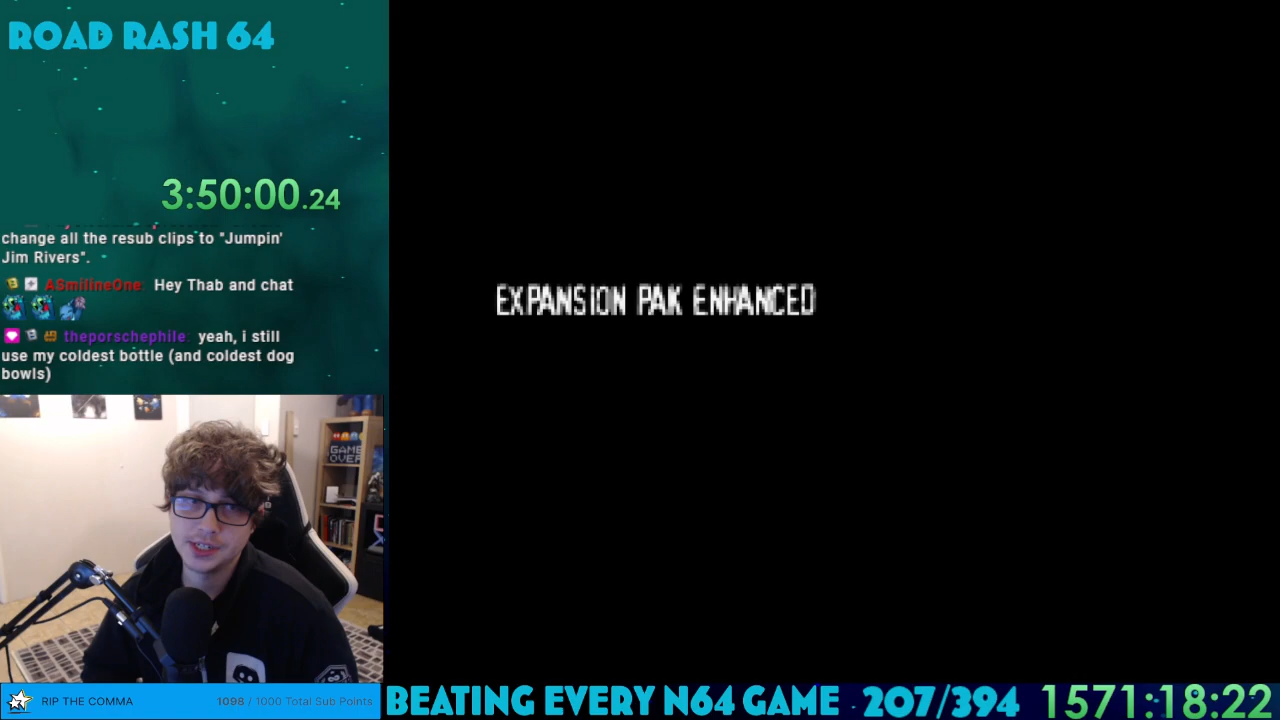 ROAD RASH 64
3:50:00.24
change all the resub clips to "Jumpin'
Jim Rivers".
ASmilineOne: Hey Thab and chat
theporschephile: yeah, i still
use my coldest bottle (and coldest dog
bowls)
EXPANSION PAK ENHANCED
GAME
OVER
RIP THE COMMA
1098 / 1000 Total Sub Points
BEATING EVERY N64 GAME - 207/394 1571:18:22